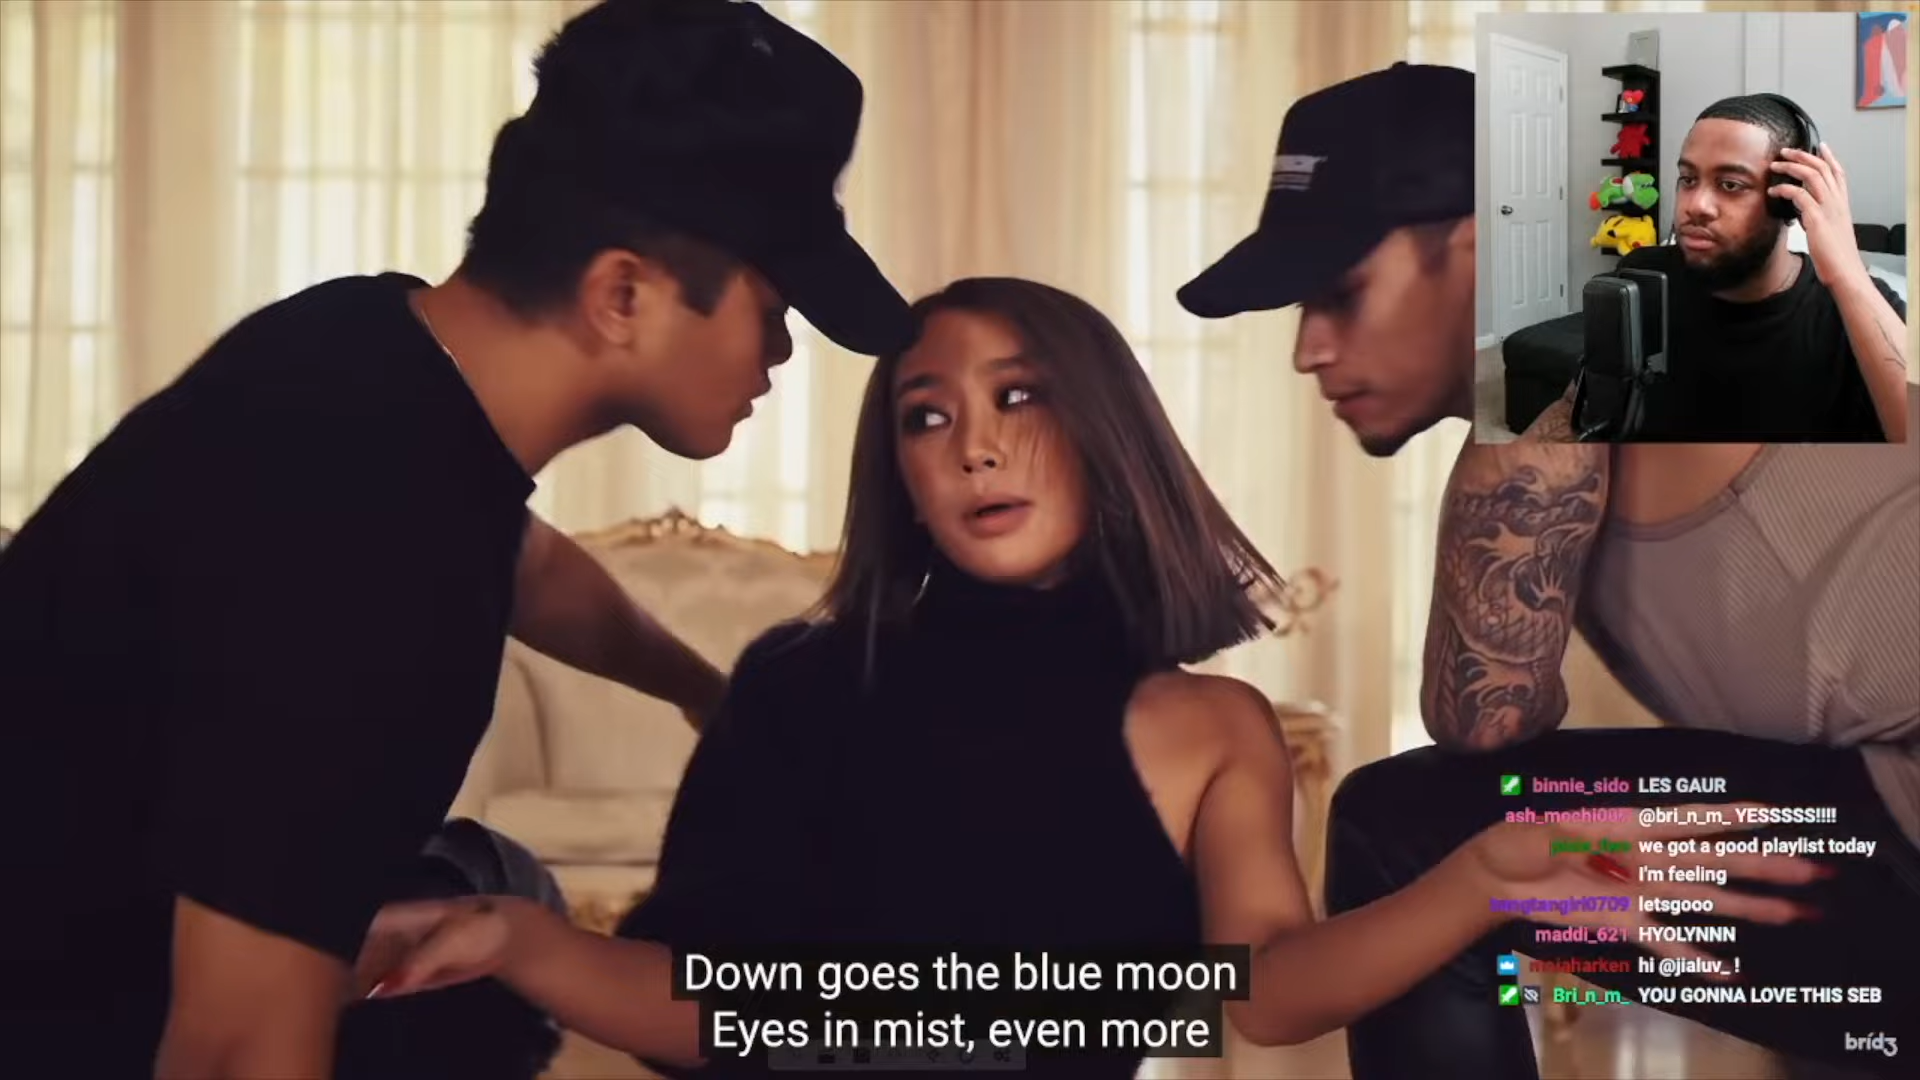 binnie_sido LES GAUR
@bri_n_m_ YESSSSS!!!!
we got a good playlist today
I'm feeling
letsgooo
maddi_621 HYOLYNNN
hi @jialuv_ !
Bri_n_m_ YOU GONNA LOVE THIS SEB
Down goes the blue moon
Eyes in mist, even more
brídʒ